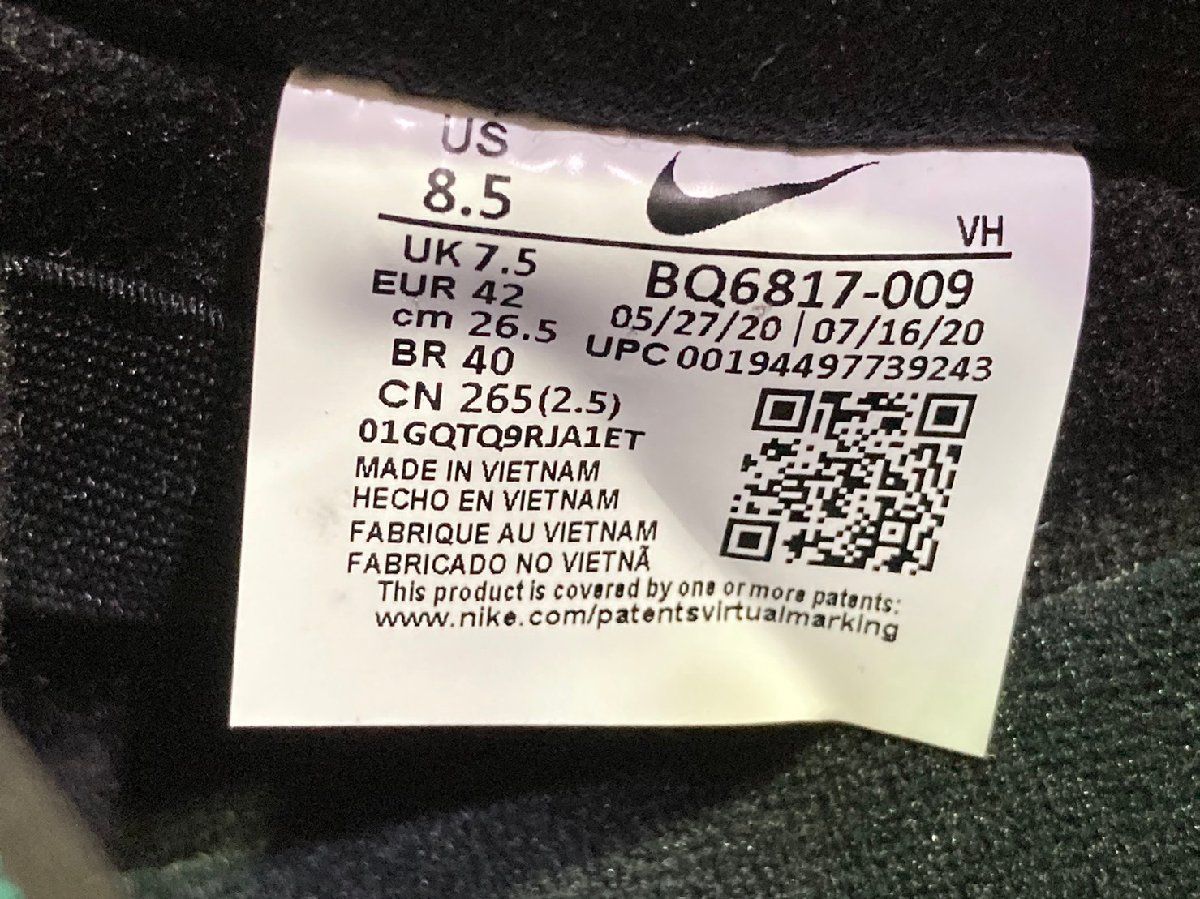 US
8.5
VH
UK 7.5
EUR 42
cm 26.5
BR 40
CN 265(2.5)
BQ6817-009
05/27/20 | 07/16/20
UPC 00194497739243
01GQTQ9RJA1ET
MADE IN VIETNAM
HECHO EN VIETNAM
FABRIQUE AU VIETNAM
FABRICADO NO VIETNÃ
This product is covered by one or more patents:
www.nike.com/patentsvirtualmarking